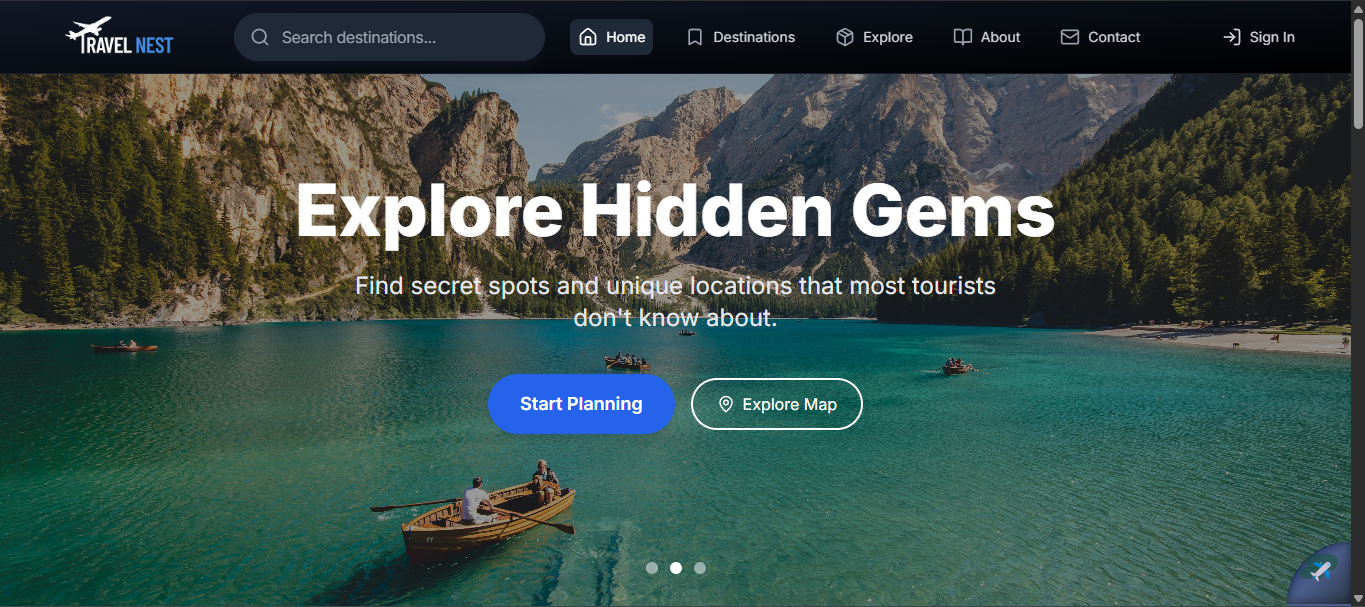 TRAVEL NEST
Search destinations...
Home
Destinations
Explore
About
Contact
Sign In
Explore Hidden Gems
Find secret spots and unique locations that most tourists
don't know about.
Start Planning
Explore Map